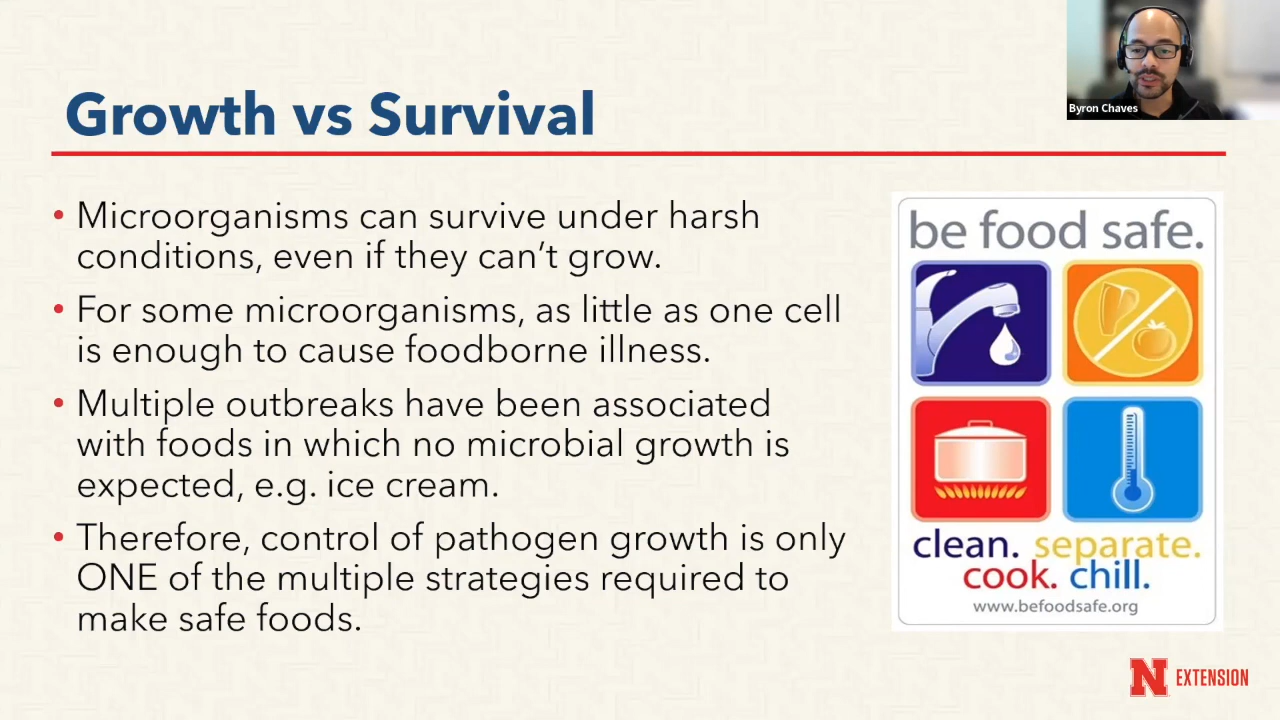 Byron Chaves
Growth vs Survival
• Microorganisms can survive under harsh
conditions, even if they can’t grow.
• For some microorganisms, as little as one cell
is enough to cause foodborne illness.
• Multiple outbreaks have been associated
with foods in which no microbial growth is
expected, e.g. ice cream.
• Therefore, control of pathogen growth is only
ONE of the multiple strategies required to
make safe foods.
be food safe.
clean. separate.
cook. chill.
www.befoodsafe.org
N EXTENSION